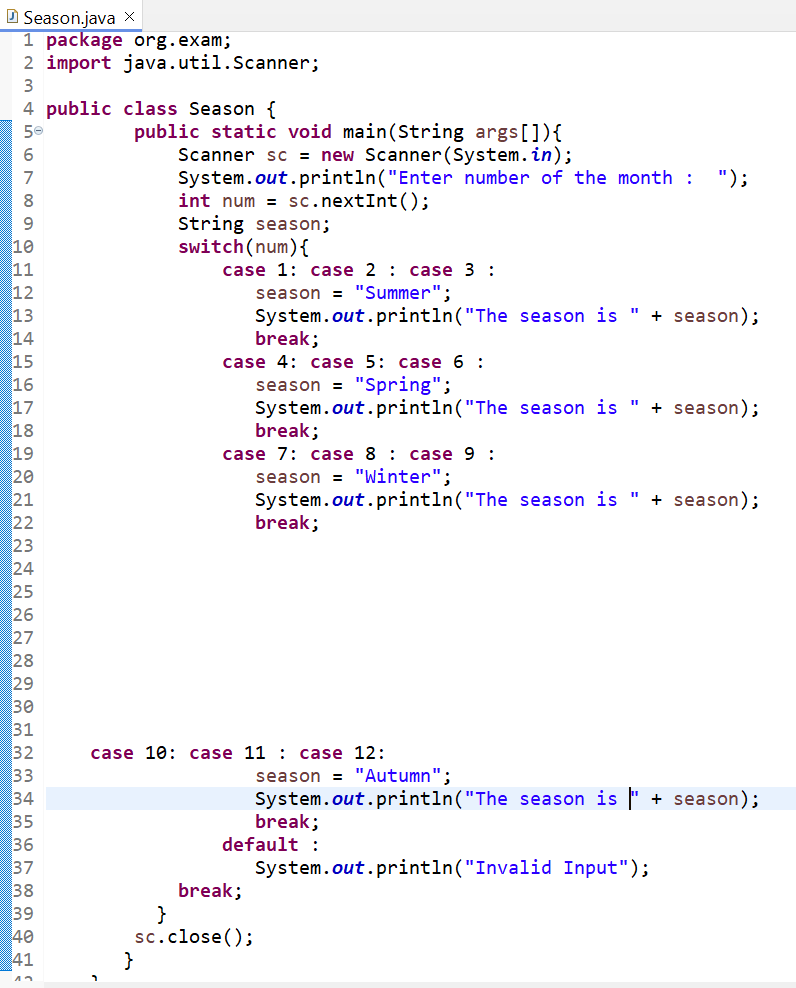 Season.java ×
1 package org.exam;
2 import java.util.Scanner;
3
4 public class Season {
5 public static void main(String args[]){
6 Scanner sc = new Scanner(System.in);
7 System.out.println("Enter number of the month :  ");
8 int num = sc.nextInt();
9 String season;
10 switch(num){
11 case 1: case 2 : case 3 :
12 season = "Summer";
13 System.out.println("The season is " + season);
14 break;
15 case 4: case 5: case 6 :
16 season = "Spring";
17 System.out.println("The season is " + season);
18 break;
19 case 7: case 8 : case 9 :
20 season = "Winter";
21 System.out.println("The season is " + season);
22 break;
23
24
25
26
27
28
29
30
31
32 case 10: case 11 : case 12:
33 season = "Autumn";
34 System.out.println("The season is " + season);
35 break;
36 default :
37 System.out.println("Invalid Input");
38 break;
39 }
40 sc.close();
41 }